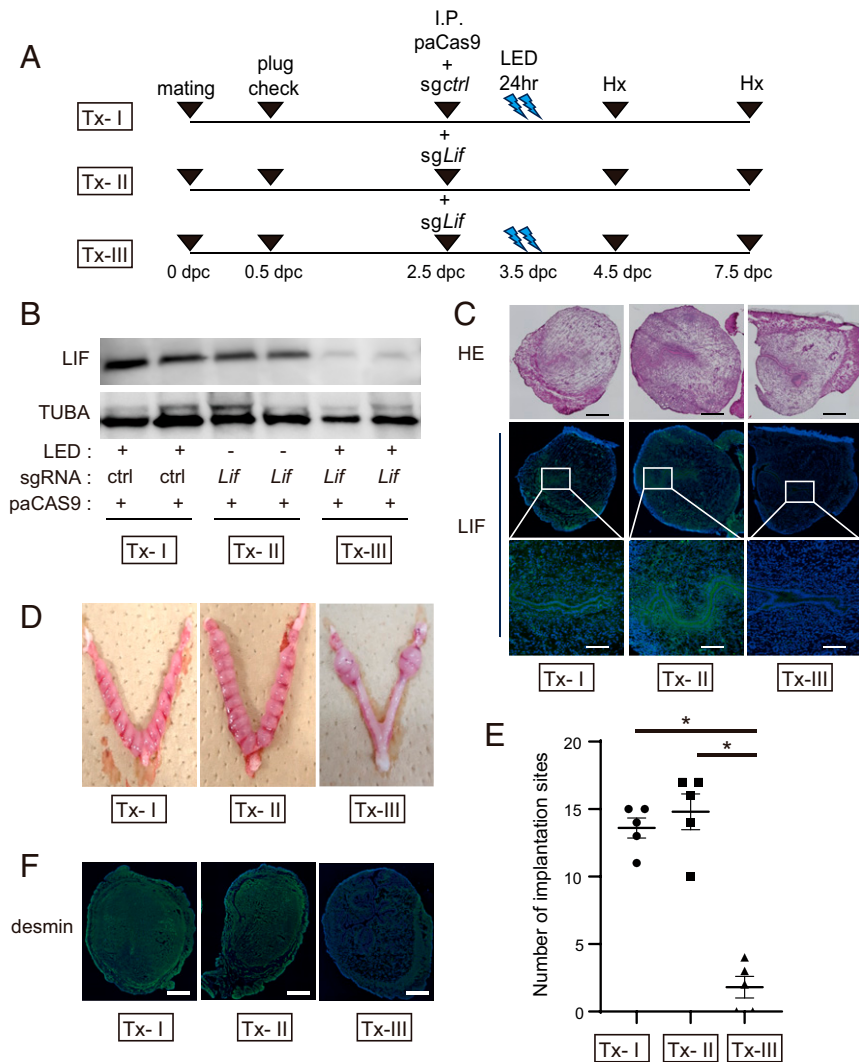 A
mating
plug
check
I.P.
paCas9
+
sgctrl
LED
24hr
Hx
Hx
Tx- I
+
sgLif
Tx- II
+
sgLif
Tx-III
0 dpc
0.5 dpc
2.5 dpc
3.5 dpc
4.5 dpc
7.5 dpc
B
LIF
TUBA
LED : + + - - + +
sgRNA : ctrl ctrl Lif Lif Lif Lif
paCAS9 : + + + + + +
Tx- I Tx- II Tx-III
C
HE
LIF
Tx- I Tx- II Tx-III
D
Tx- I Tx- II Tx-III
E
*
*
Number of implantation sites
20
15
10
5
0
Tx- I Tx- II Tx-III
F
desmin
Tx- I Tx- II Tx-III